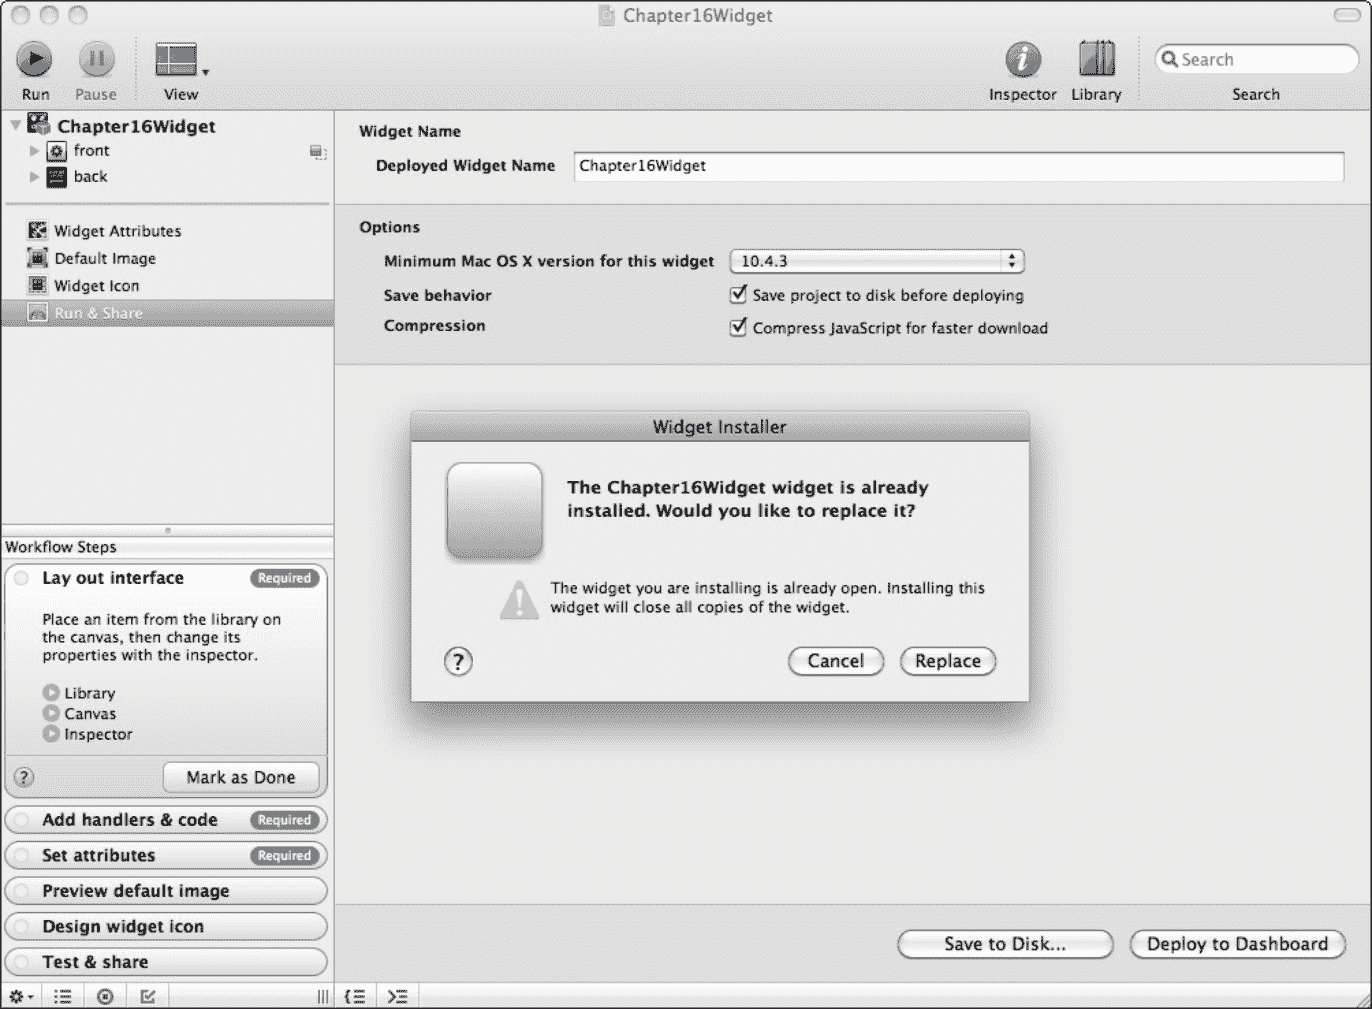 Chapter16Widget
Run
Pause
View
Inspector
Library
Search
Search
Chapter16Widget
front
back
Widget Attributes
Default Image
Widget Icon
Run & Share
Widget Name
Deployed Widget Name
Chapter16Widget
Options
Minimum Mac OS X version for this widget
10.4.3
Save behavior
Save project to disk before deploying
Compression
Compress JavaScript for faster download
Widget Installer
The Chapter16Widget widget is already
installed. Would you like to replace it?
The widget you are installing is already open. Installing this
widget will close all copies of the widget.
?
Cancel
Replace
Workflow Steps
Lay out interface
Required
Place an item from the library on
the canvas, then change its
properties with the inspector.
Library
Canvas
Inspector
?
Mark as Done
Add handlers & code
Required
Set attributes
Required
Preview default image
Design widget icon
Test & share
Save to Disk...
Deploy to Dashboard